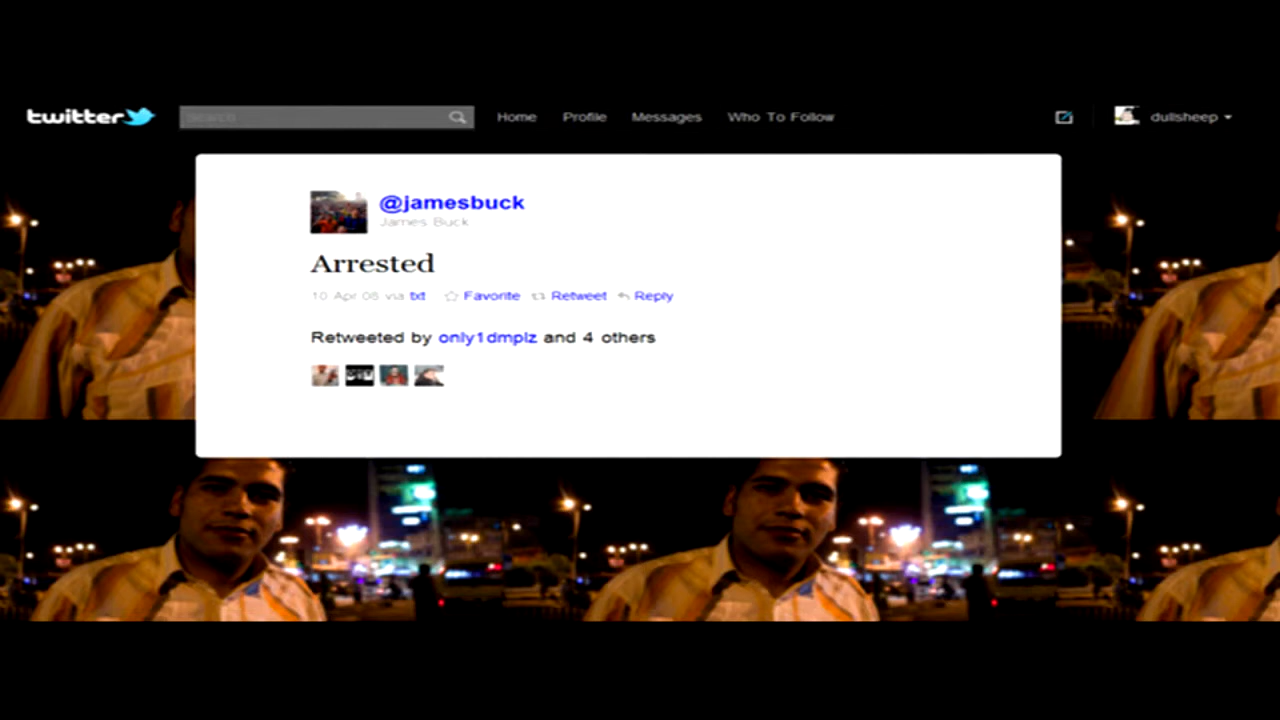 twitter
Search
Home Profile Messages Who To Follow
dullsheep
@jamesbuck
James Buck
Arrested
10 Apr 08 via txt Favorite Retweet Reply
Retweeted by only1dmplz and 4 others